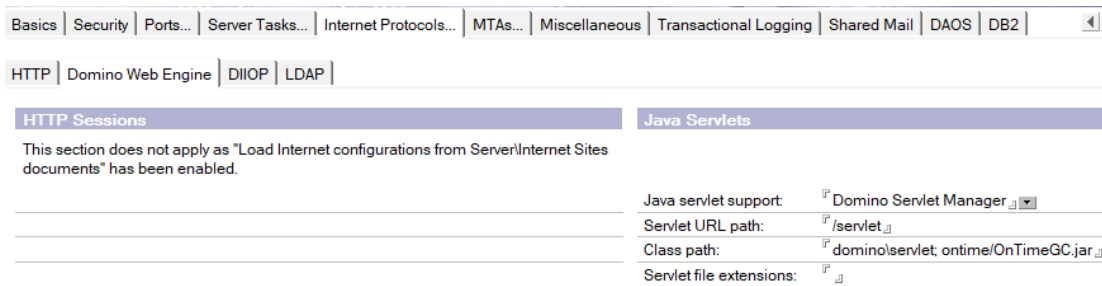 Basics Security Ports... Server Tasks... Internet Protocols... MTAs... Miscellaneous Transactional Logging Shared Mail DAOS DB2
HTTP Domino Web Engine DIIOP LDAP
HTTP Sessions
This section does not apply as "Load Internet configurations from Server\Internet Sites
documents" has been enabled.
Java Servlets
Java servlet support: Domino Servlet Manager
Servlet URL path: /servlet
Class path: domino\servlet; ontime/OnTimeGC.jar
Servlet file extensions: